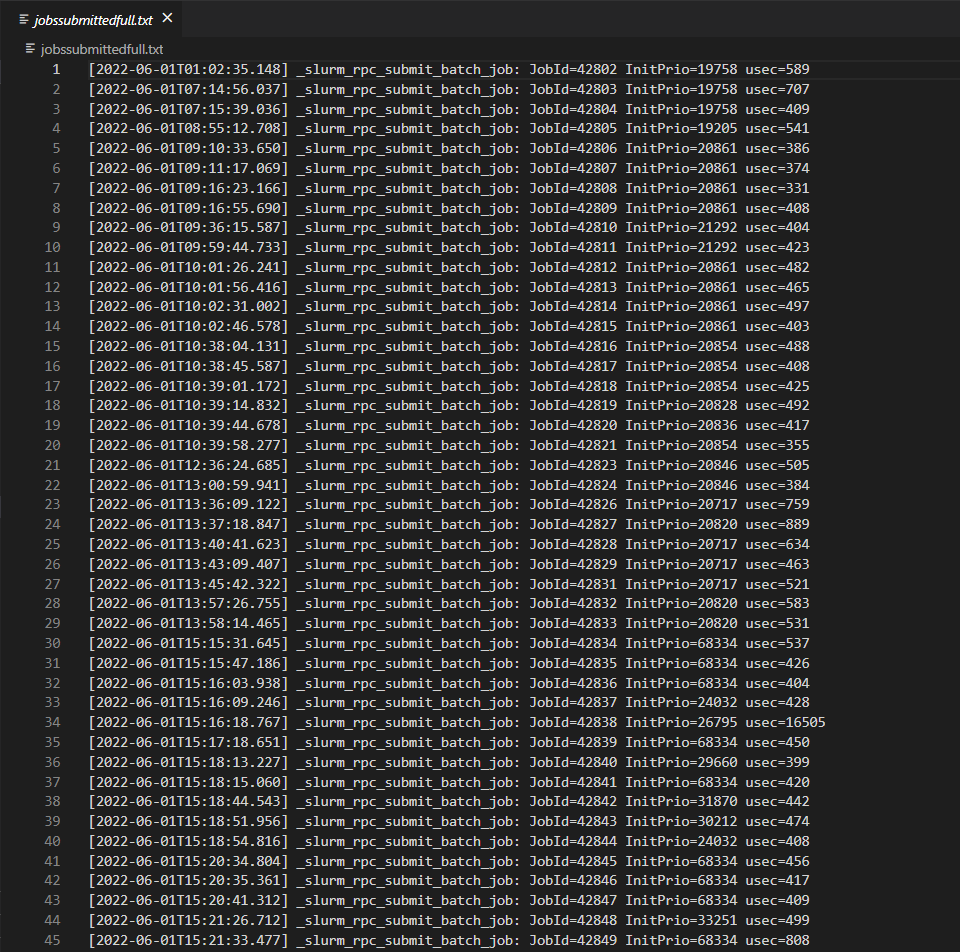 jobssubmittedfull.txt
jobssubmittedfull.txt
1 [2022-06-01T01:02:35.148] _slurm_rpc_submit_batch_job: JobId=42802 InitPrio=19758 usec=589
2 [2022-06-01T07:14:56.037] _slurm_rpc_submit_batch_job: JobId=42803 InitPrio=19758 usec=707
3 [2022-06-01T07:15:39.036] _slurm_rpc_submit_batch_job: JobId=42804 InitPrio=19758 usec=409
4 [2022-06-01T08:55:12.708] _slurm_rpc_submit_batch_job: JobId=42805 InitPrio=19205 usec=541
5 [2022-06-01T09:10:33.650] _slurm_rpc_submit_batch_job: JobId=42806 InitPrio=20861 usec=386
6 [2022-06-01T09:11:17.069] _slurm_rpc_submit_batch_job: JobId=42807 InitPrio=20861 usec=374
7 [2022-06-01T09:16:23.166] _slurm_rpc_submit_batch_job: JobId=42808 InitPrio=20861 usec=331
8 [2022-06-01T09:16:55.690] _slurm_rpc_submit_batch_job: JobId=42809 InitPrio=20861 usec=408
9 [2022-06-01T09:36:15.587] _slurm_rpc_submit_batch_job: JobId=42810 InitPrio=21292 usec=404
10 [2022-06-01T09:59:44.733] _slurm_rpc_submit_batch_job: JobId=42811 InitPrio=21292 usec=423
11 [2022-06-01T10:01:26.241] _slurm_rpc_submit_batch_job: JobId=42812 InitPrio=20861 usec=482
12 [2022-06-01T10:01:56.416] _slurm_rpc_submit_batch_job: JobId=42813 InitPrio=20861 usec=465
13 [2022-06-01T10:02:31.002] _slurm_rpc_submit_batch_job: JobId=42814 InitPrio=20861 usec=497
14 [2022-06-01T10:02:46.578] _slurm_rpc_submit_batch_job: JobId=42815 InitPrio=20861 usec=403
15 [2022-06-01T10:38:04.131] _slurm_rpc_submit_batch_job: JobId=42816 InitPrio=20854 usec=488
16 [2022-06-01T10:38:45.587] _slurm_rpc_submit_batch_job: JobId=42817 InitPrio=20854 usec=408
17 [2022-06-01T10:39:01.172] _slurm_rpc_submit_batch_job: JobId=42818 InitPrio=20854 usec=425
18 [2022-06-01T10:39:14.832] _slurm_rpc_submit_batch_job: JobId=42819 InitPrio=20828 usec=492
19 [2022-06-01T10:39:44.678] _slurm_rpc_submit_batch_job: JobId=42820 InitPrio=20836 usec=417
20 [2022-06-01T10:39:58.277] _slurm_rpc_submit_batch_job: JobId=42821 InitPrio=20854 usec=355
21 [2022-06-01T12:36:24.685] _slurm_rpc_submit_batch_job: JobId=42823 InitPrio=20846 usec=505
22 [2022-06-01T13:00:59.941] _slurm_rpc_submit_batch_job: JobId=42824 InitPrio=20846 usec=384
23 [2022-06-01T13:36:09.122] _slurm_rpc_submit_batch_job: JobId=42826 InitPrio=20717 usec=759
24 [2022-06-01T13:37:18.847] _slurm_rpc_submit_batch_job: JobId=42827 InitPrio=20820 usec=889
25 [2022-06-01T13:40:41.623] _slurm_rpc_submit_batch_job: JobId=42828 InitPrio=20717 usec=634
26 [2022-06-01T13:43:09.407] _slurm_rpc_submit_batch_job: JobId=42829 InitPrio=20717 usec=463
27 [2022-06-01T13:45:42.322] _slurm_rpc_submit_batch_job: JobId=42831 InitPrio=20717 usec=521
28 [2022-06-01T13:57:26.755] _slurm_rpc_submit_batch_job: JobId=42832 InitPrio=20820 usec=583
29 [2022-06-01T13:58:14.465] _slurm_rpc_submit_batch_job: JobId=42833 InitPrio=20820 usec=531
30 [2022-06-01T15:15:31.645] _slurm_rpc_submit_batch_job: JobId=42834 InitPrio=68334 usec=537
31 [2022-06-01T15:15:47.186] _slurm_rpc_submit_batch_job: JobId=42835 InitPrio=68334 usec=426
32 [2022-06-01T15:16:03.938] _slurm_rpc_submit_batch_job: JobId=42836 InitPrio=68334 usec=404
33 [2022-06-01T15:16:09.246] _slurm_rpc_submit_batch_job: JobId=42837 InitPrio=24032 usec=428
34 [2022-06-01T15:16:18.767] _slurm_rpc_submit_batch_job: JobId=42838 InitPrio=26795 usec=16505
35 [2022-06-01T15:17:18.651] _slurm_rpc_submit_batch_job: JobId=42839 InitPrio=68334 usec=450
36 [2022-06-01T15:18:13.227] _slurm_rpc_submit_batch_job: JobId=42840 InitPrio=29660 usec=399
37 [2022-06-01T15:18:15.060] _slurm_rpc_submit_batch_job: JobId=42841 InitPrio=68334 usec=420
38 [2022-06-01T15:18:44.543] _slurm_rpc_submit_batch_job: JobId=42842 InitPrio=31870 usec=442
39 [2022-06-01T15:18:51.956] _slurm_rpc_submit_batch_job: JobId=42843 InitPrio=30212 usec=474
40 [2022-06-01T15:18:54.816] _slurm_rpc_submit_batch_job: JobId=42844 InitPrio=24032 usec=408
41 [2022-06-01T15:20:34.804] _slurm_rpc_submit_batch_job: JobId=42845 InitPrio=68334 usec=456
42 [2022-06-01T15:20:35.361] _slurm_rpc_submit_batch_job: JobId=42846 InitPrio=68334 usec=417
43 [2022-06-01T15:20:41.312] _slurm_rpc_submit_batch_job: JobId=42847 InitPrio=68334 usec=409
44 [2022-06-01T15:21:26.712] _slurm_rpc_submit_batch_job: JobId=42848 InitPrio=33251 usec=499
45 [2022-06-01T15:21:33.477] _slurm_rpc_submit_batch_job: JobId=42849 InitPrio=68334 usec=808